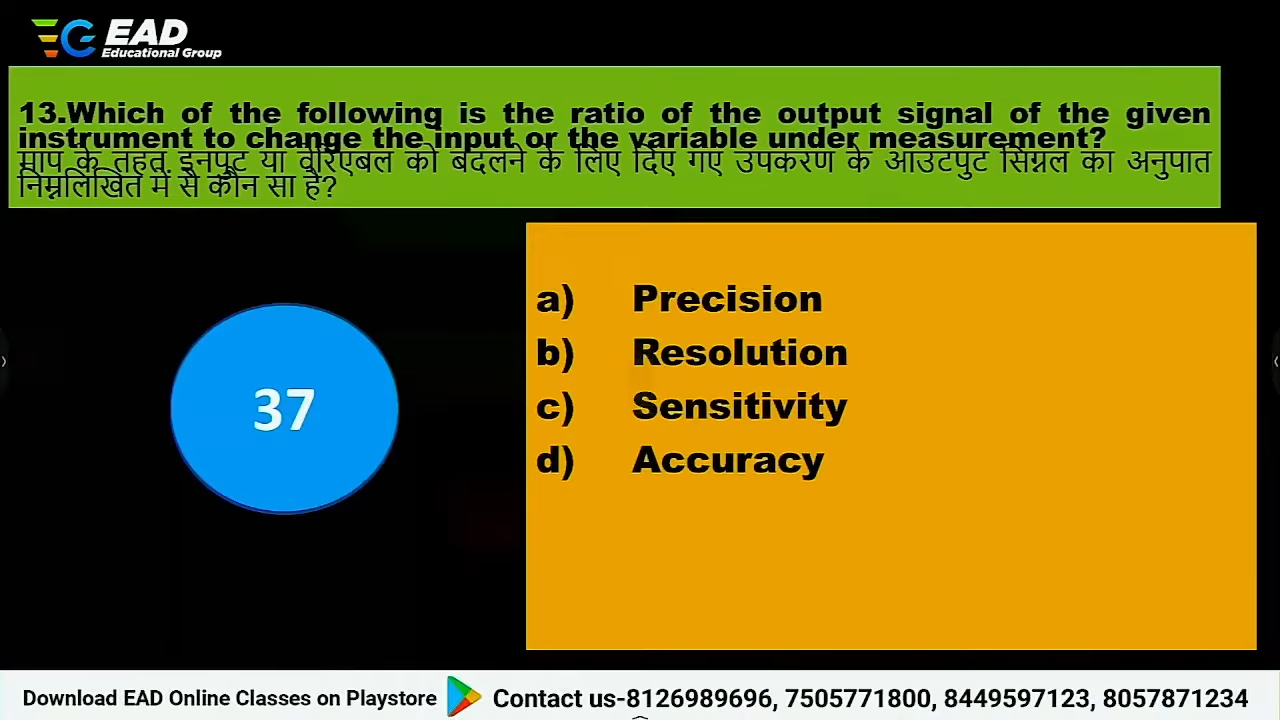 EAD
Educational Group
13.Which of the following is the ratio of the output signal of the given
instrument to change the input or the variable under measurement?
माप के तहत इनपुट या वेरिएबल को बदलने के लिए दिए गए उपकरण के आउटपुट सिग्नल का अनुपात
निम्नलिखित में से कौन सा है?
37
a) Precision
b) Resolution
c) Sensitivity
d) Accuracy
Download EAD Online Classes on Playstore Contact us-8126989696, 7505771800, 8449597123, 8057871234